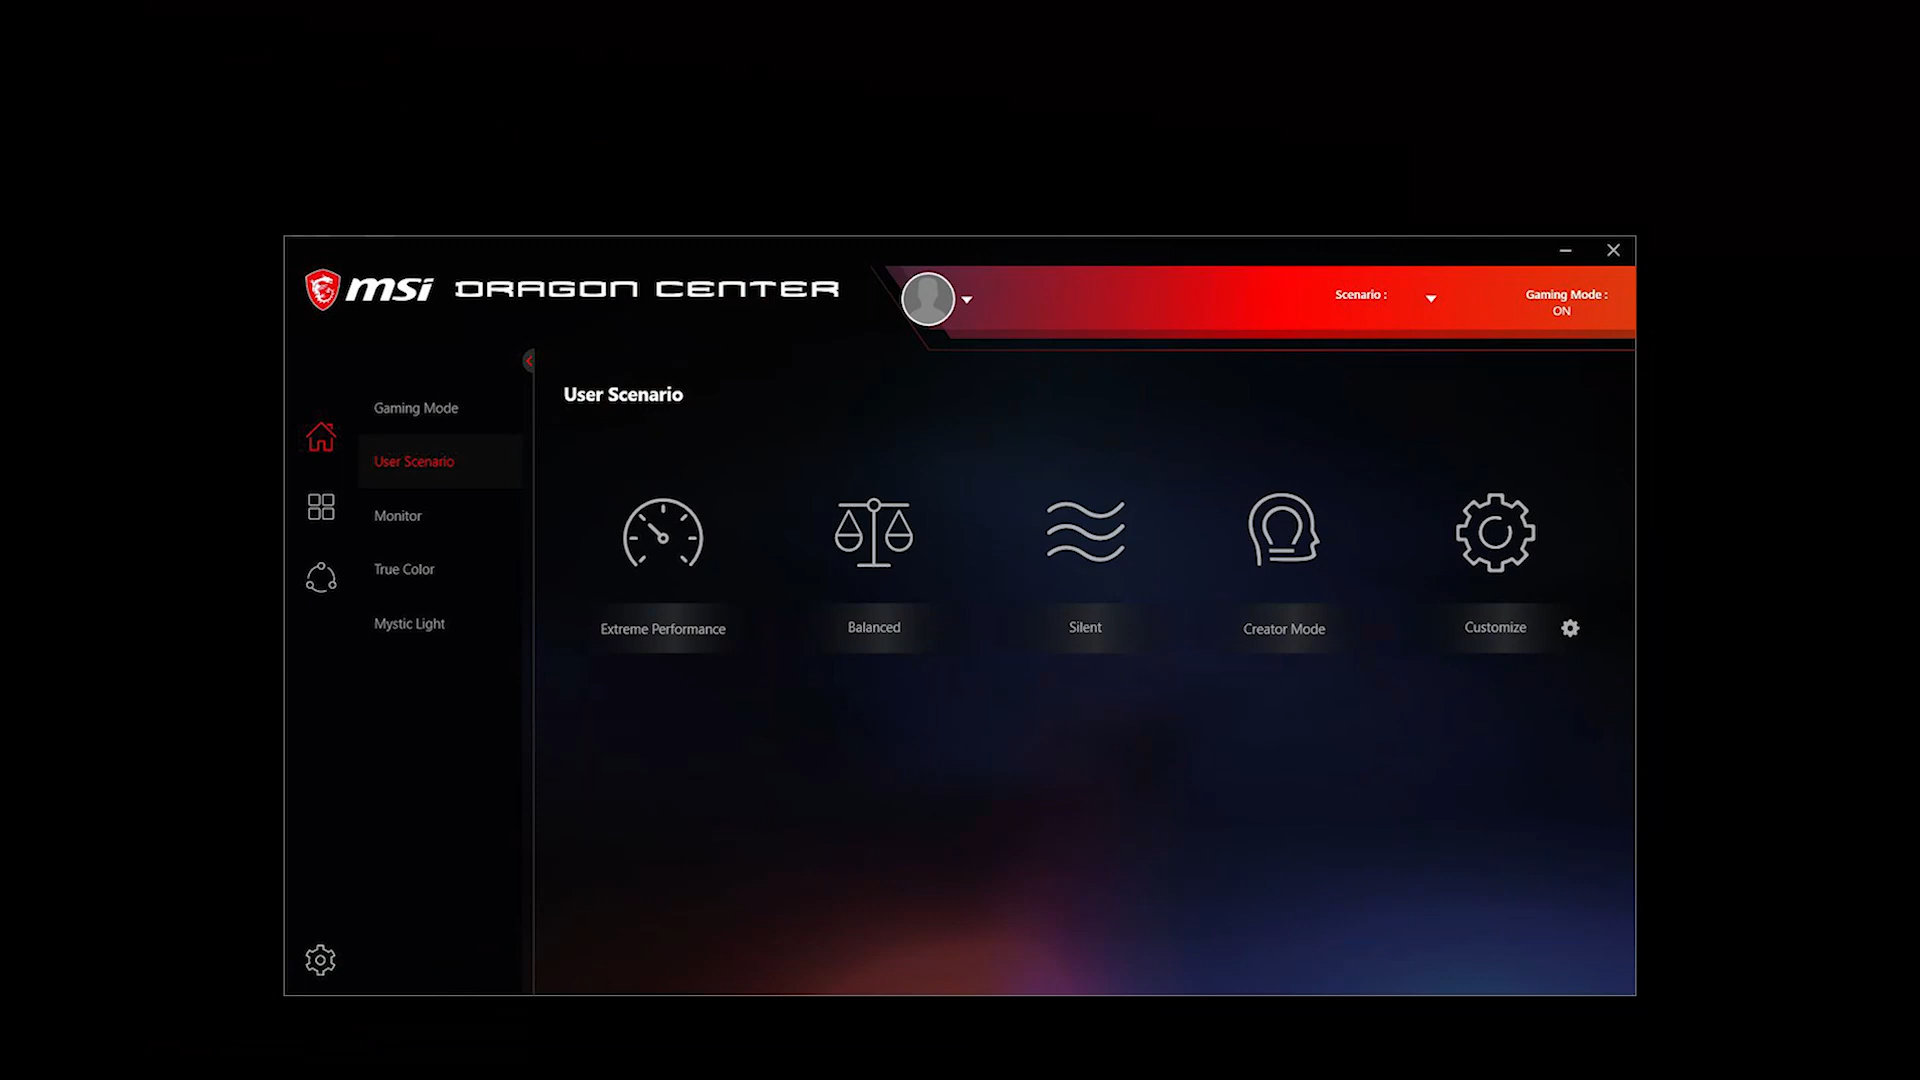 msi DRAGON CENTER
Scenario :
Gaming Mode :
ON
Gaming Mode
User Scenario
Monitor
True Color
Mystic Light
User Scenario
Extreme Performance
Balanced
Silent
Creator Mode
Customize